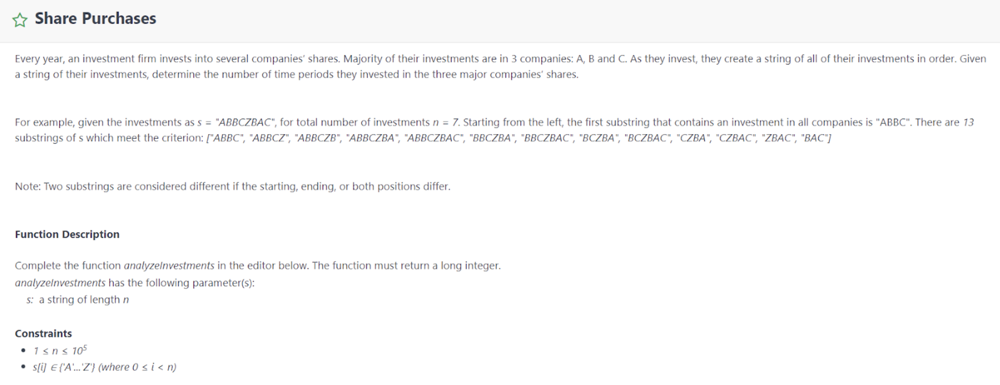 Share Purchases
Every year, an investment firm invests into several companies' shares. Majority of their investments are in 3 companies: A, B and C. As they invest, they create a string of all of their investments in order. Given
a string of their investments, determine the number of time periods they invested in the three major companies' shares.
For example, given the investments as s = "ABBCZBAC", for total number of investments n = 7. Starting from the left, the first substring that contains an investment in all companies is "ABBC". There are 13
substrings of s which meet the criterion: ["ABBC", "ABBCZ", "ABBCZB", "ABBCZBA", "ABBCZBAC", "BBCZBA", "BBCZBAC", "BCZBA", "BCZBAC", "CZBA", "CZBAC", "ZBAC", "BAC"]
Note: Two substrings are considered different if the starting, ending, or both positions differ.
Function Description
Complete the function analyzeInvestments in the editor below. The function must return a long integer.
analyzeInvestments has the following parameter(s):
s: a string of length n
Constraints
• 1 ≤ n ≤ 10⁵
• s[i] ∈ {'A'...'Z'} (where 0 ≤ i < n)